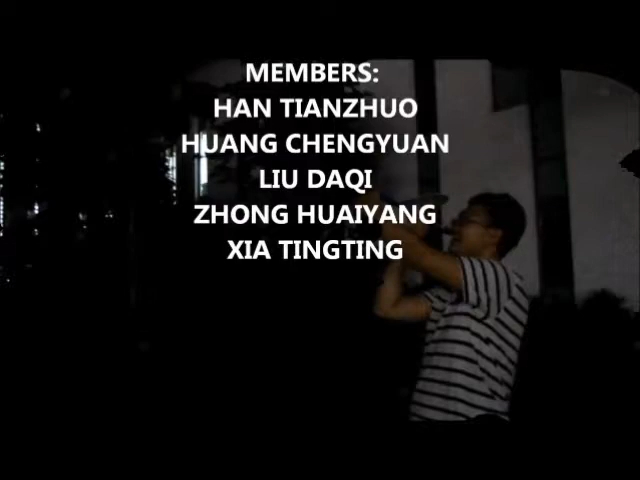 MEMBERS:
HAN TIANZHUO
HUANG CHENGYUAN
LIU DAQI
ZHONG HUAIYANG
XIA TINGTING